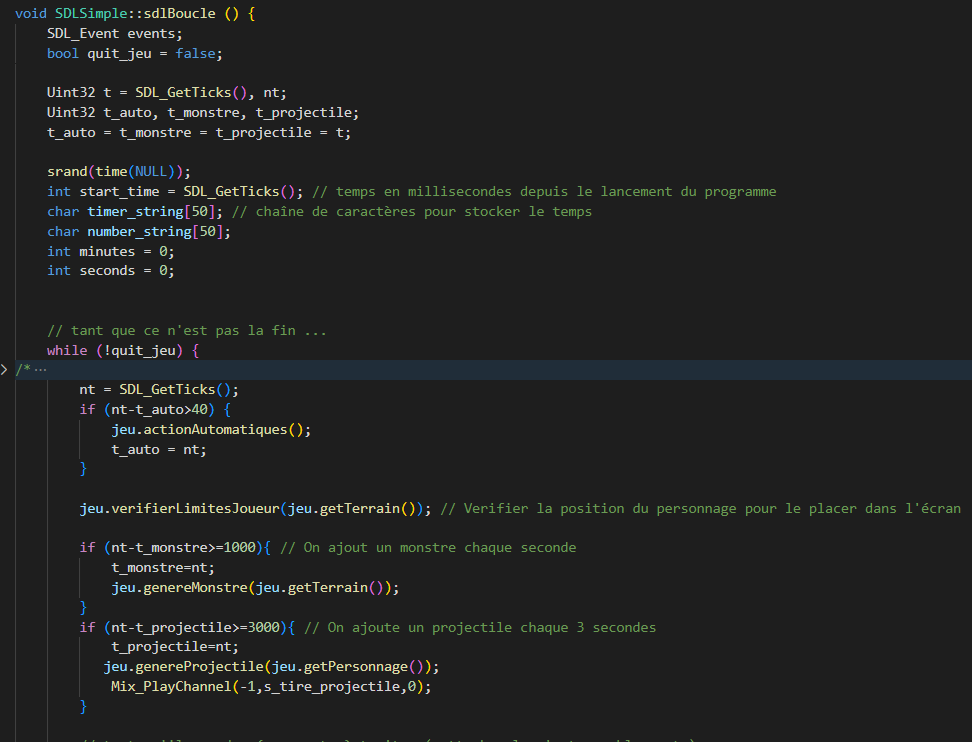 void SDLSimple::sdlBoucle () {
SDL_Event events;
bool quit_jeu = false;
Uint32 t = SDL_GetTicks(), nt;
Uint32 t_auto, t_monstre, t_projectile;
t_auto = t_monstre = t_projectile = t;
srand(time(NULL));
int start_time = SDL_GetTicks(); // temps en millisecondes depuis le lancement du programme
char timer_string[50]; // chaîne de caractères pour stocker le temps
char number_string[50];
int minutes = 0;
int seconds = 0;
// tant que ce n'est pas la fin ...
while (!quit_jeu) {
/* ...
nt = SDL_GetTicks();
if (nt-t_auto>40) {
jeu.actionAutomatiques();
t_auto = nt;
}
jeu.verifierLimitesJoueur(jeu.getTerrain()); // Verifier la position du personnage pour le placer dans l'écran
if (nt-t_monstre>=1000){ // On ajout un monstre chaque seconde
t_monstre=nt;
jeu.genereMonstre(jeu.getTerrain());
}
if (nt-t_projectile>=3000){ // On ajoute un projectile chaque 3 secondes
t_projectile=nt;
jeu.genereProjectile(jeu.getPersonnage());
Mix_PlayChannel(-1,s_tire_projectile,0);
}